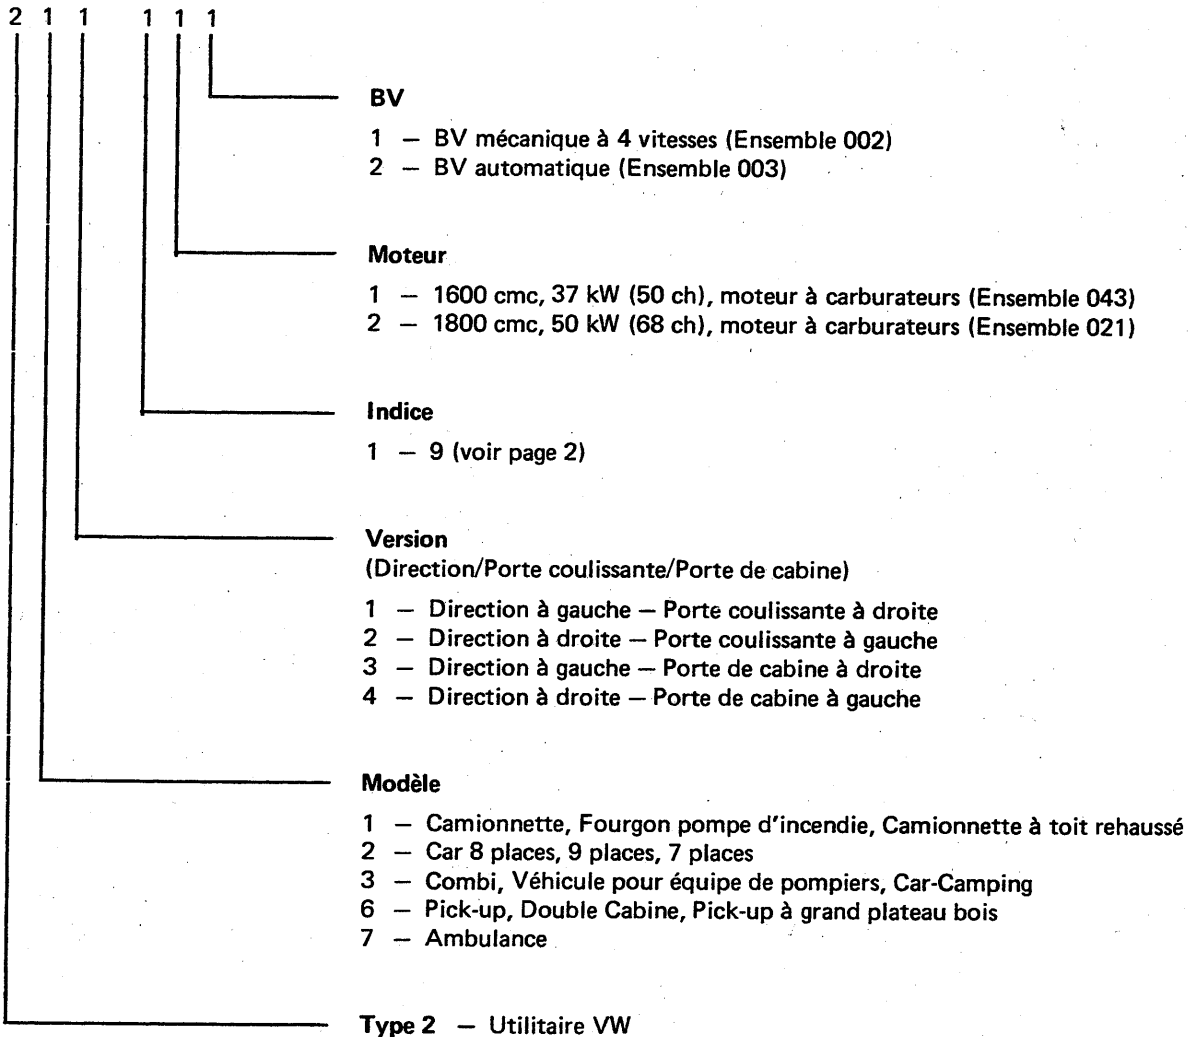 2 1 1 1 1 1
BV
1 — BV mécanique à 4 vitesses (Ensemble 002)
2 — BV automatique (Ensemble 003)
Moteur
1 — 1600 cmc, 37 kW (50 ch), moteur à carburateurs (Ensemble 043)
2 — 1800 cmc, 50 kW (68 ch), moteur à carburateurs (Ensemble 021)
Indice
1 — 9 (voir page 2)
Version
(Direction/Porte coulissante/Porte de cabine)
1 — Direction à gauche — Porte coulissante à droite
2 — Direction à droite — Porte coulissante à gauche
3 — Direction à gauche — Porte de cabine à droite
4 — Direction à droite — Porte de cabine à gauche
Modèle
1 — Camionnette, Fourgon pompe d'incendie, Camionnette à toit rehaussé
2 — Car 8 places, 9 places, 7 places
3 — Combi, Véhicule pour équipe de pompiers, Car-Camping
6 — Pick-up, Double Cabine, Pick-up à grand plateau bois
7 — Ambulance
Type 2 — Utilitaire VW